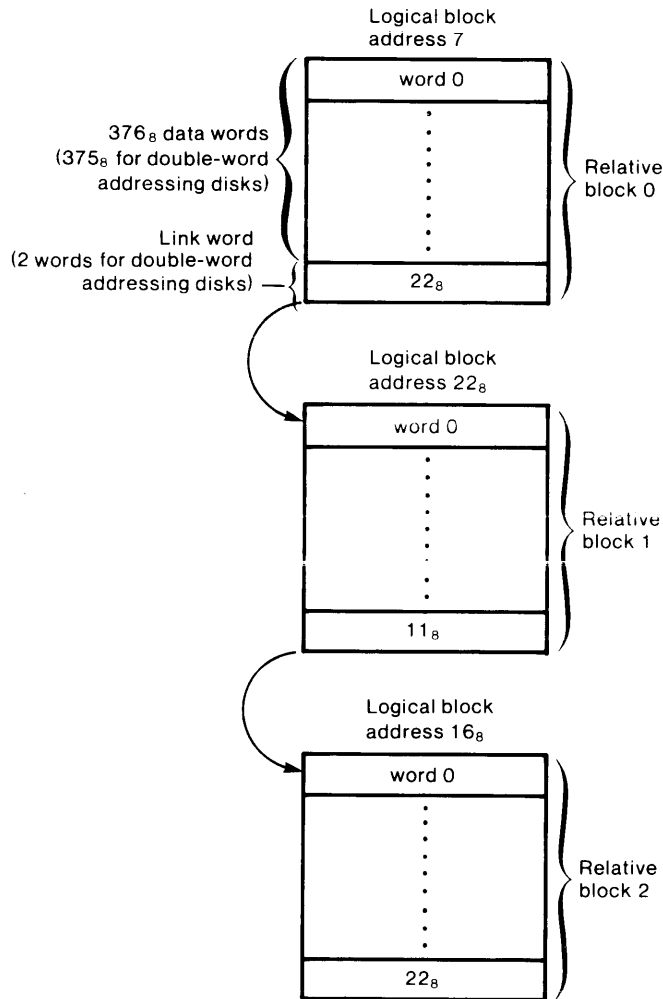 Logical block
address 7
word 0
376₈ data words
(375₈ for double-word
addressing disks)
Relative
block 0
Link word
(2 words for double-word
addressing disks)
22₈
Logical block
address 22₈
word 0
Relative
block 1
11₈
Logical block
address 16₈
word 0
Relative
block 2
22₈